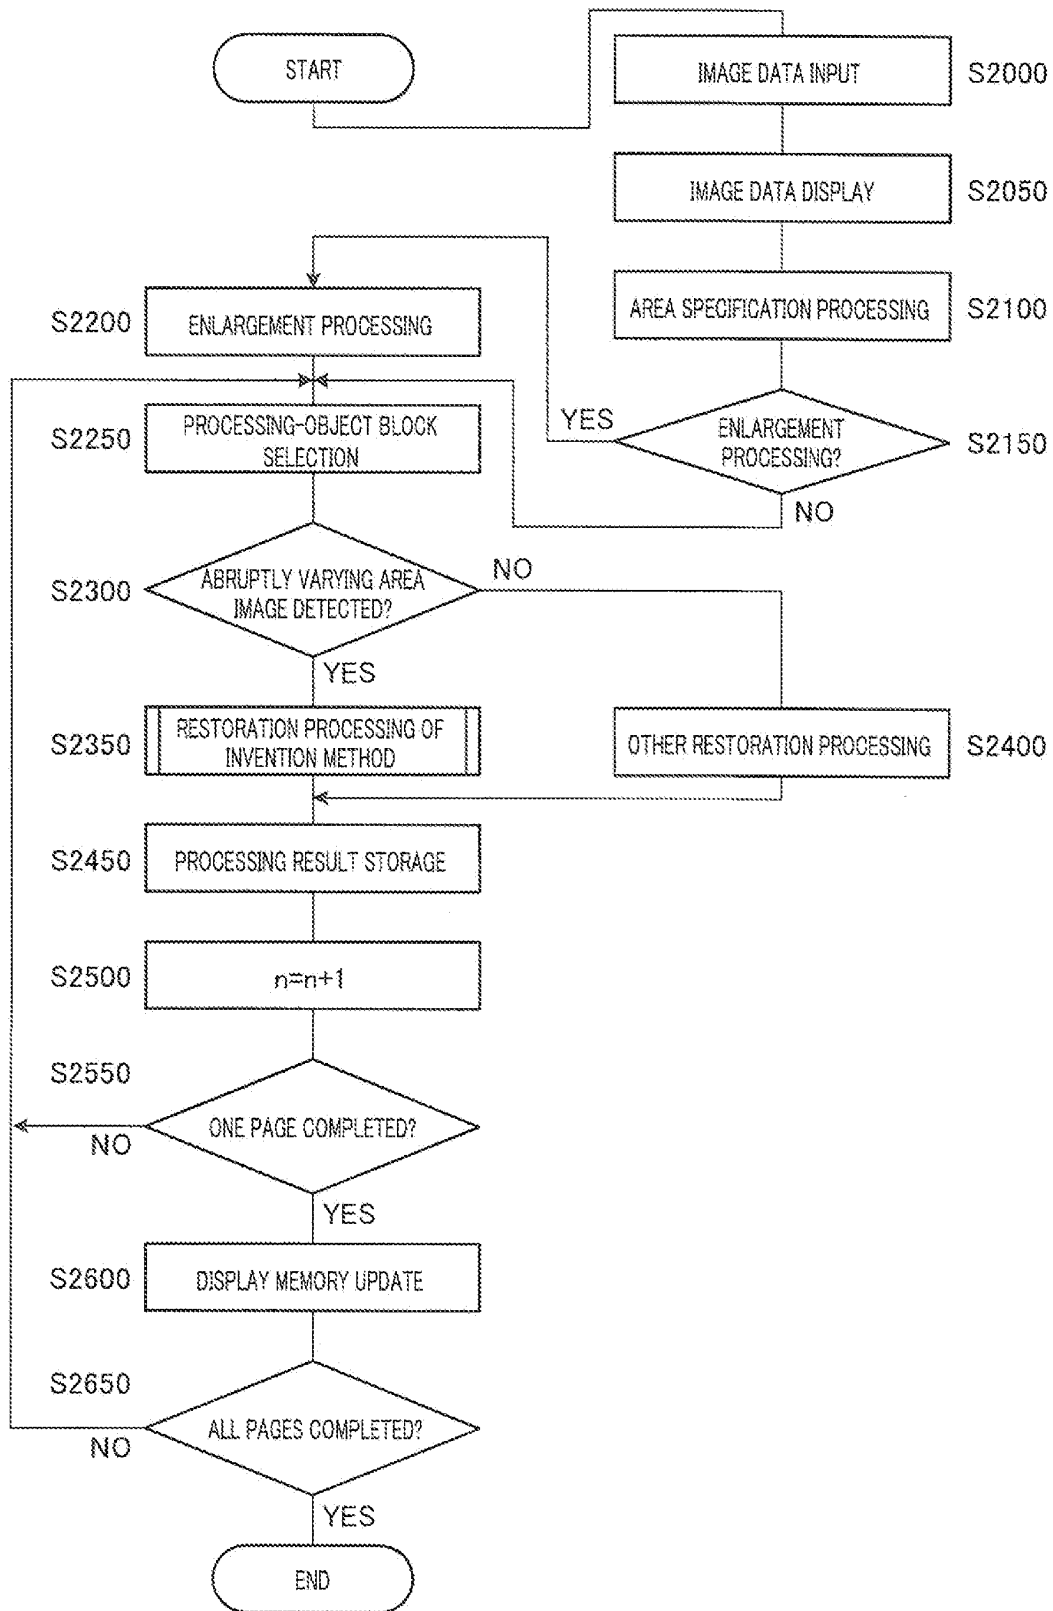 START
IMAGE DATA INPUT
S2000
IMAGE DATA DISPLAY
S2050
AREA SPECIFICATION PROCESSING
S2100
ENLARGEMENT
PROCESSING?
S2150
YES
NO
S2200
ENLARGEMENT PROCESSING
S2250
PROCESSING-OBJECT BLOCK
SELECTION
S2300
ABRUPTLY VARYING AREA
IMAGE DETECTED?
NO
YES
S2350
RESTORATION PROCESSING OF
INVENTION METHOD
OTHER RESTORATION PROCESSING
S2400
S2450
PROCESSING RESULT STORAGE
S2500
n=n+1
S2550
ONE PAGE COMPLETED?
NO
YES
S2600
DISPLAY MEMORY UPDATE
S2650
ALL PAGES COMPLETED?
NO
YES
END